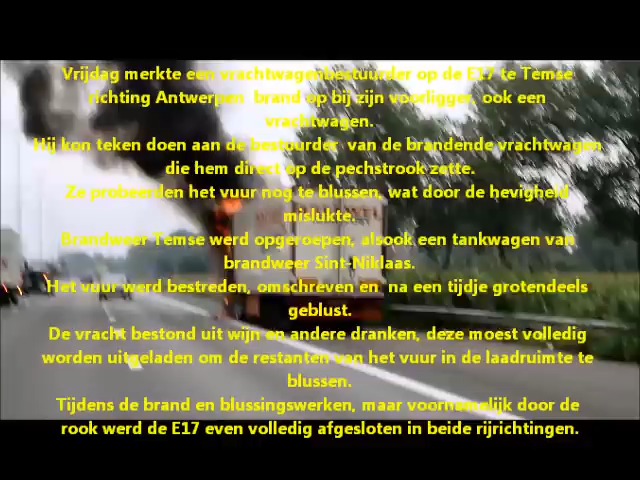 Vrijdag merkte een vrachtwagenbestuurder op de E17 te Temse
richting Antwerpen brand op bij zijn voorligger, ook een
vrachtwagen.
Hij kon teken doen aan de bestuurder van de brandende vrachtwagen
die hem direct op de pechstrook zette.
Ze probeerden het vuur nog te blussen, wat door de hevigheid
mislukte.
Brandweer Temse werd opgeroepen, alsook een tankwagen van
brandweer Sint-Niklaas.
Het vuur werd bestreden, omschreven en na een tijdje grotendeels
geblust.
De vracht bestond uit wijn en andere dranken, deze moest volledig
worden uitgeladen om de restanten van het vuur in de laadruimte te
blussen.
Tijdens de brand en blussingswerken, maar voornamelijk door de
rook werd de E17 even volledig afgesloten in beide rijrichtingen.